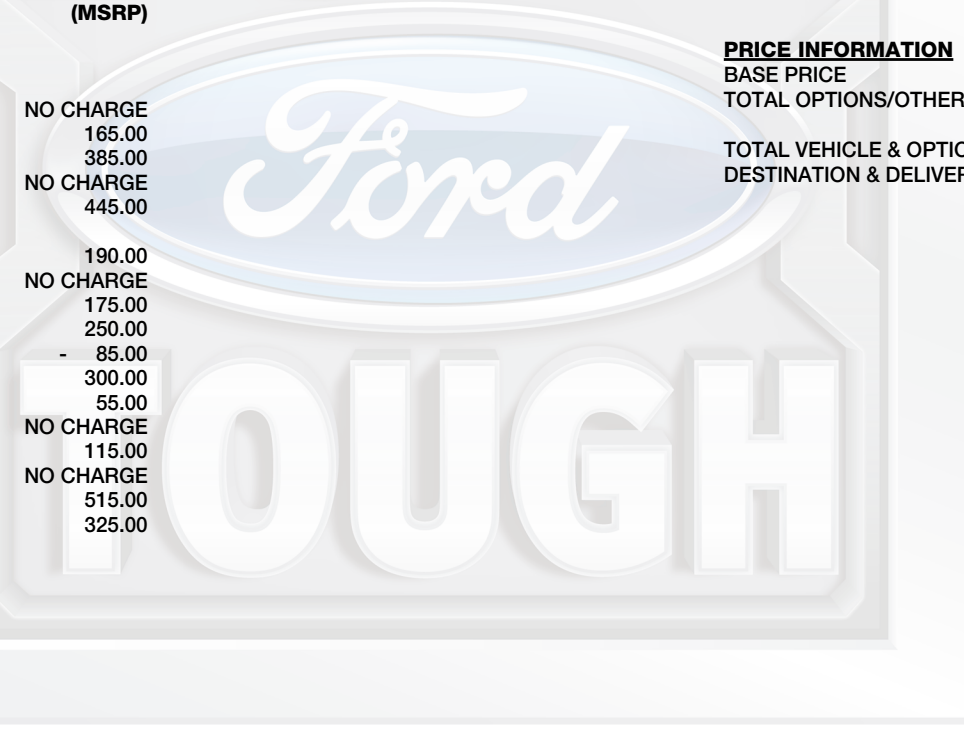 (MSRP)
NO CHARGE
165.00
385.00
NO CHARGE
445.00
190.00
NO CHARGE
175.00
250.00
- 85.00
300.00
55.00
NO CHARGE
115.00
NO CHARGE
515.00
325.00
PRICE INFORMATION
BASE PRICE
TOTAL OPTIONS/OTHER
TOTAL VEHICLE & OPTIO
DESTINATION & DELIVER
Ford
TOUGH